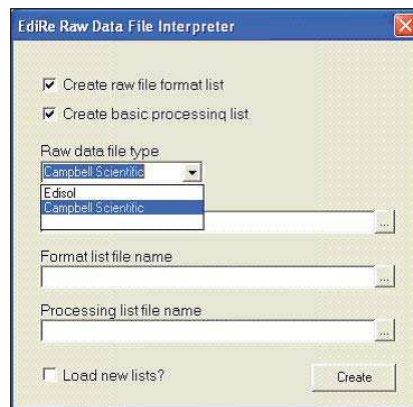 EdiRe Raw Data File Interpreter
Create raw file format list
Create basic processing list
Raw data file type
Campbell Scientific
Edisol
Campbell Scientific
...
Format list file name
...
Processing list file name
...
Load new lists?
Create